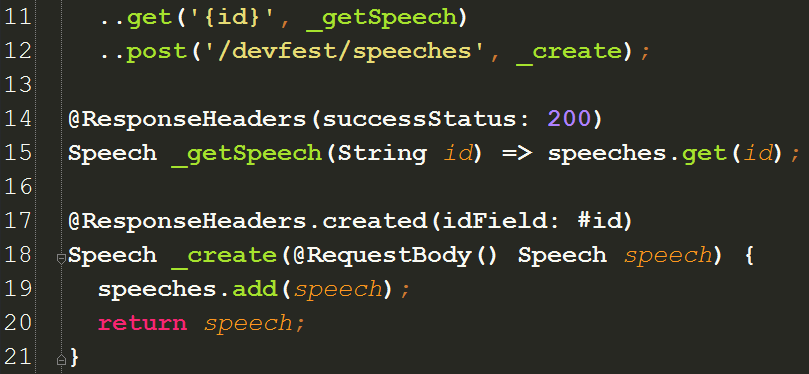 11 ..get('{id}', _getSpeech)
12 ..post('/devfest/speeches', _create);
13
14 @ResponseHeaders(successStatus: 200)
15 Speech _getSpeech(String id) => speeches.get(id);
16
17 @ResponseHeaders.created(idField: #id)
18 Speech _create(@RequestBody() Speech speech) {
19 speeches.add(speech);
20 return speech;
21 }